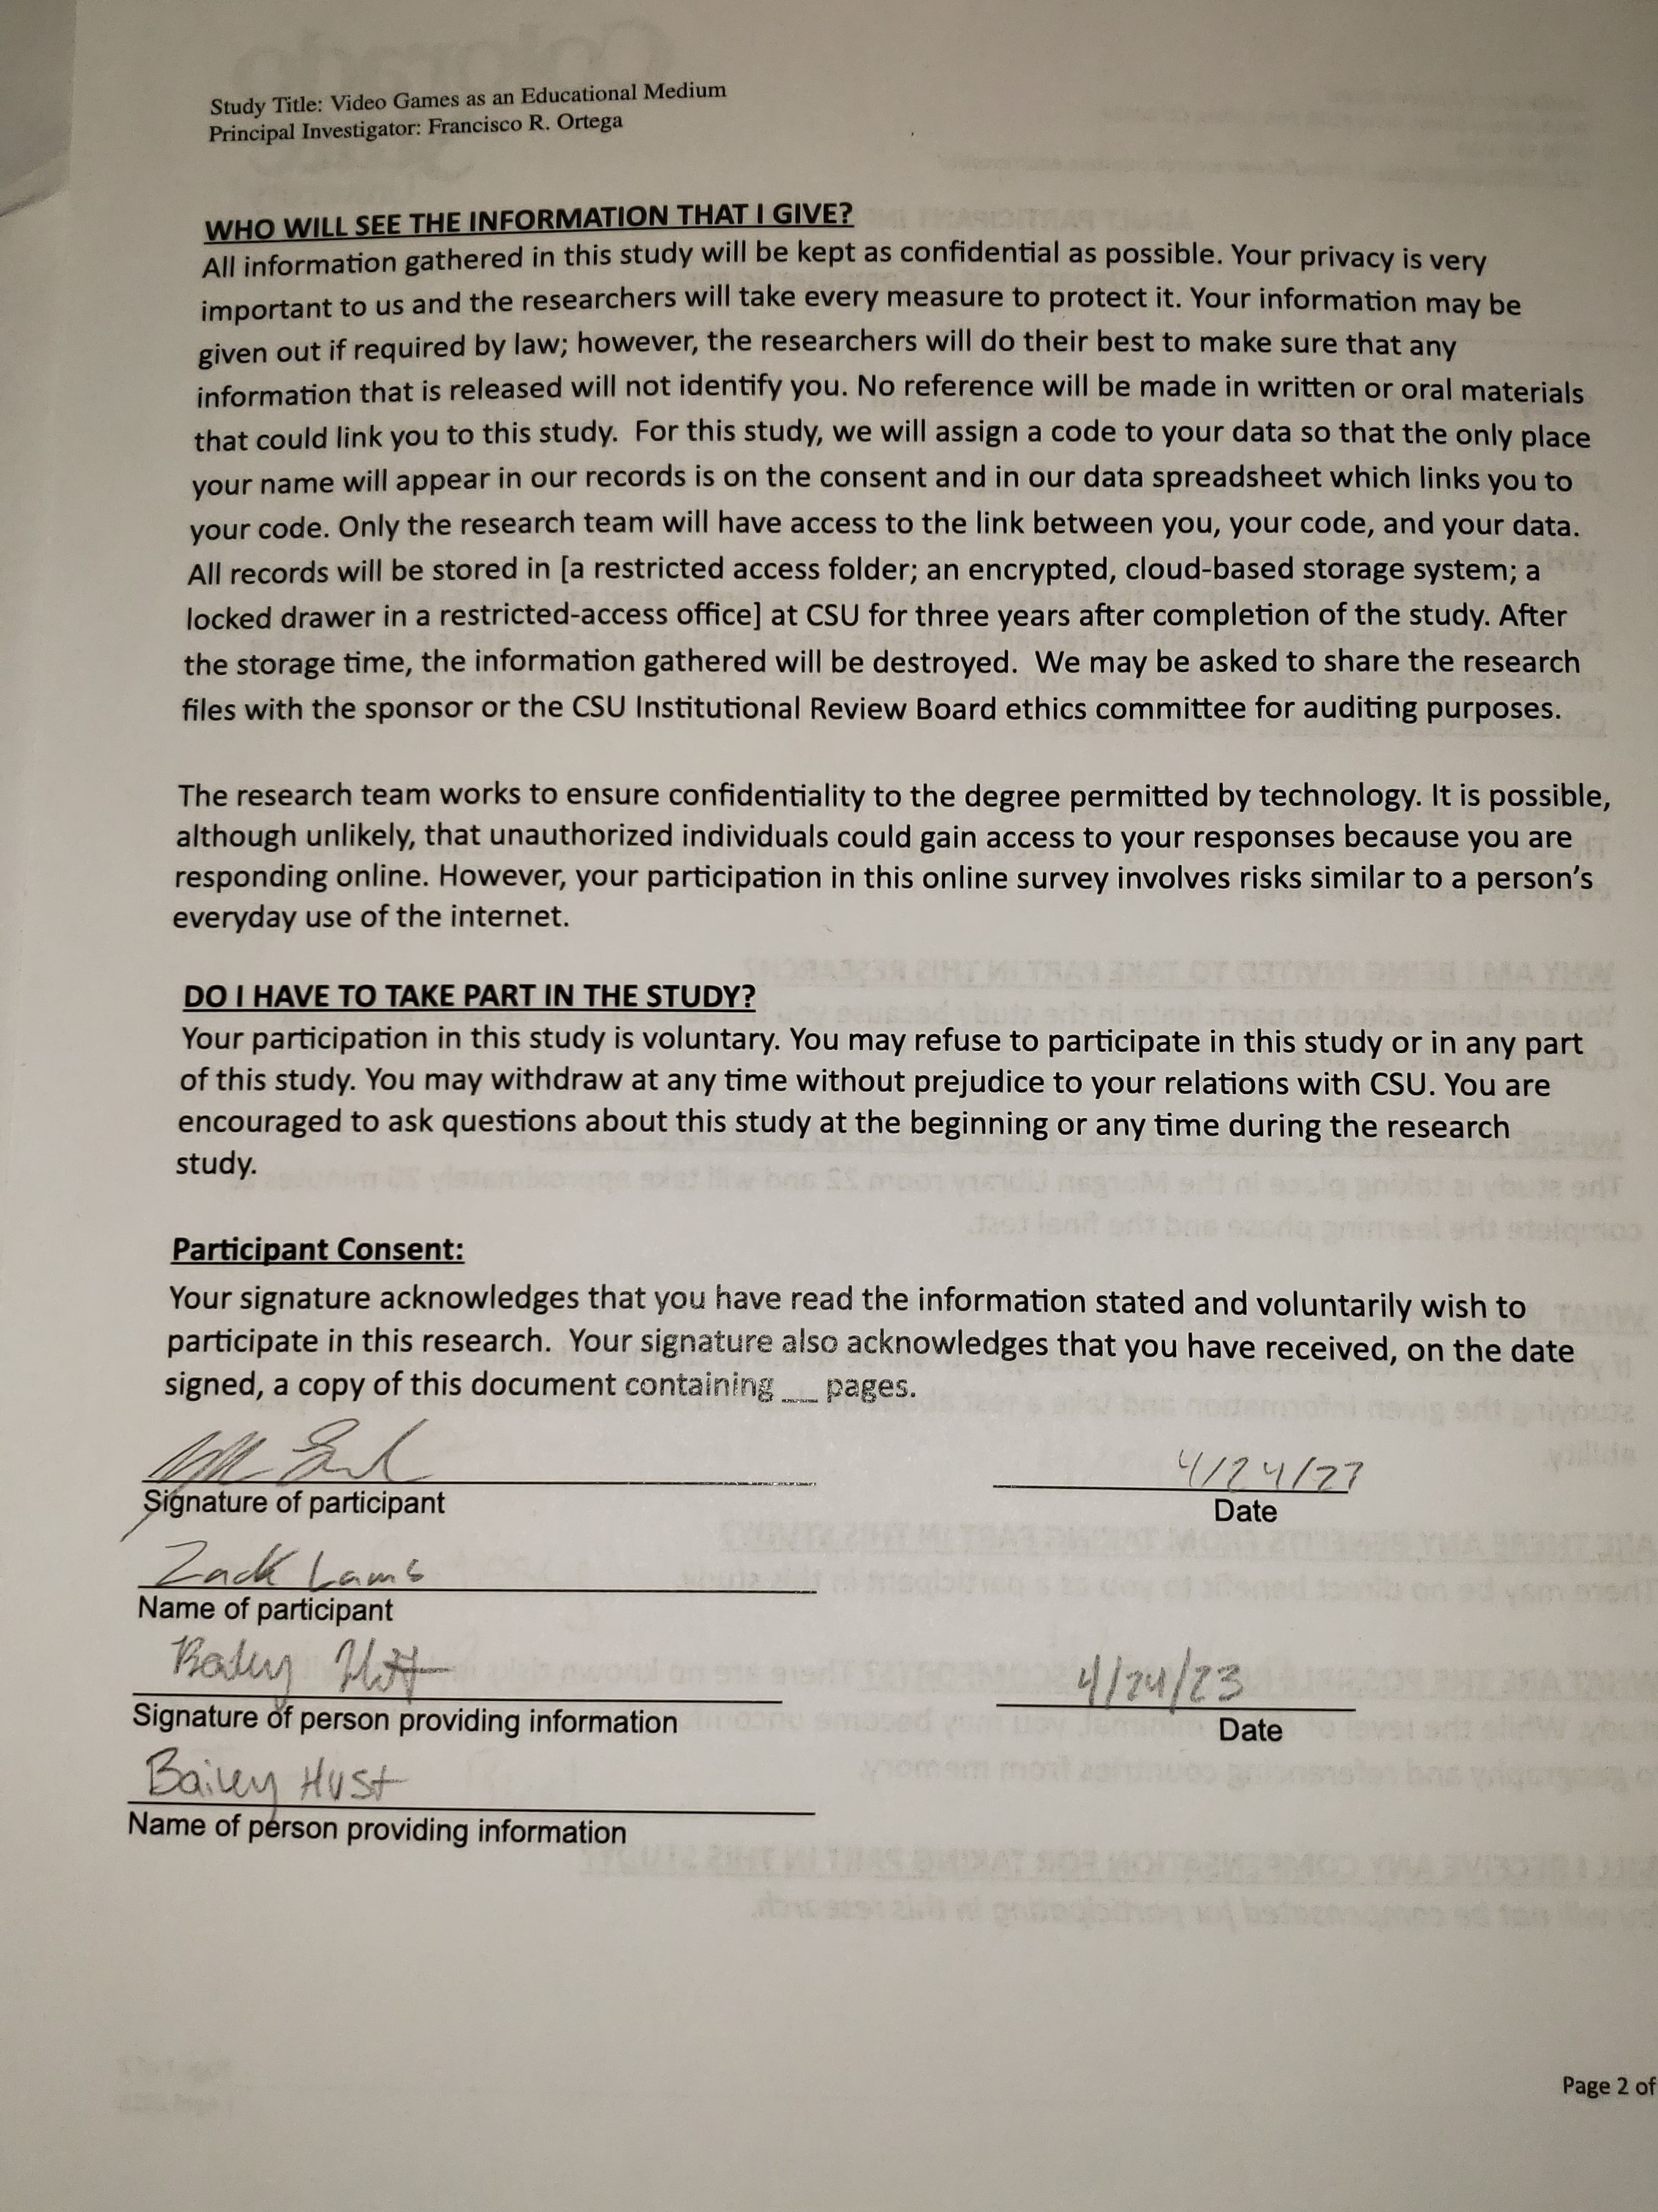 Study Title: Video Games as an Educational Medium
Principal Investigator: Francisco R. Ortega
WHO WILL SEE THE INFORMATION THAT I GIVE?
All information gathered in this study will be kept as confidential as possible. Your privacy is very
important to us and the researchers will take every measure to protect it. Your information may be
given out if required by law; however, the researchers will do their best to make sure that any
information that is released will not identify you. No reference will be made in written or oral materials
that could link you to this study.  For this study, we will assign a code to your data so that the only place
your name will appear in our records is on the consent and in our data spreadsheet which links you to
your code. Only the research team will have access to the link between you, your code, and your data.
All records will be stored in [a restricted access folder; an encrypted, cloud-based storage system; a
locked drawer in a restricted-access office] at CSU for three years after completion of the study. After
the storage time, the information gathered will be destroyed.  We may be asked to share the research
files with the sponsor or the CSU Institutional Review Board ethics committee for auditing purposes.
The research team works to ensure confidentiality to the degree permitted by technology. It is possible,
although unlikely, that unauthorized individuals could gain access to your responses because you are
responding online. However, your participation in this online survey involves risks similar to a person's
everyday use of the internet.
DO I HAVE TO TAKE PART IN THE STUDY?
Your participation in this study is voluntary. You may refuse to participate in this study or in any part
of this study. You may withdraw at any time without prejudice to your relations with CSU. You are
encouraged to ask questions about this study at the beginning or any time during the research
study.
Participant Consent:
Your signature acknowledges that you have read the information stated and voluntarily wish to
participate in this research.  Your signature also acknowledges that you have received, on the date
signed, a copy of this document containing __ pages.
Signature of participant
Date
Zack Lamb
Name of participant
4/24/23
Signature of person providing information
Date
Bailey Hust
Name of person providing information
Page 2 of